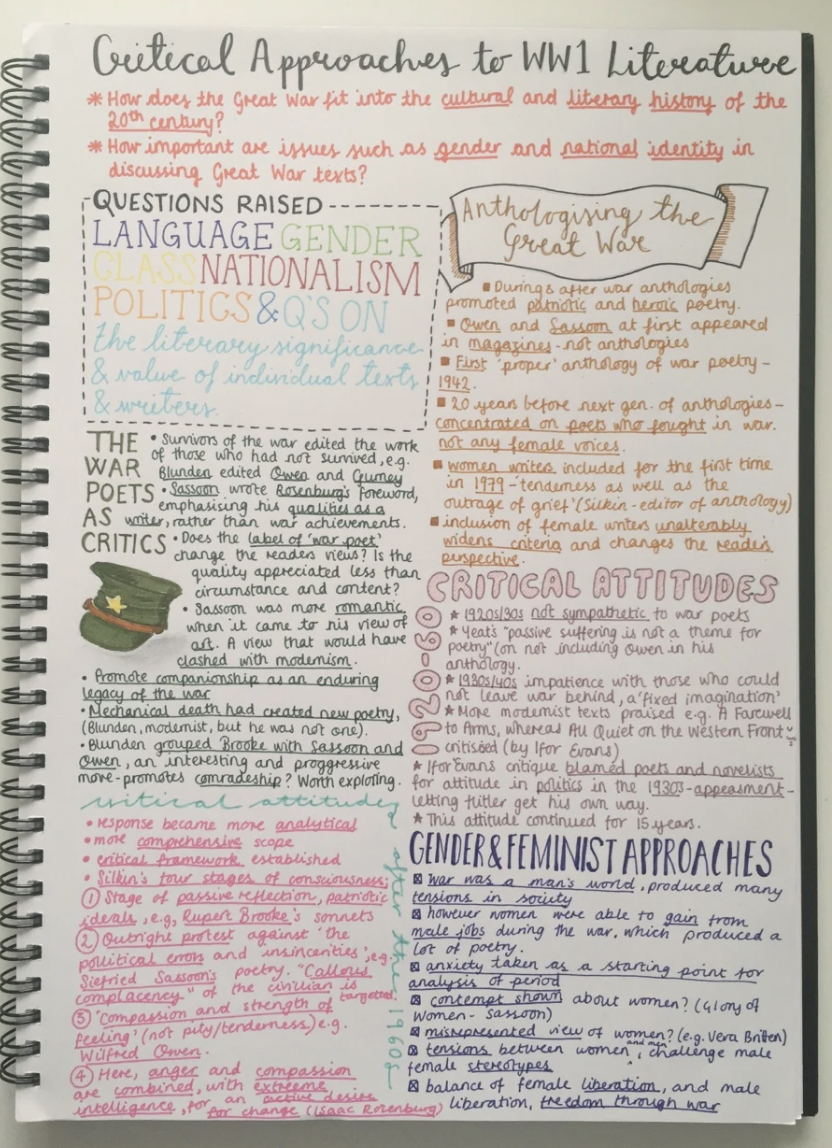 Critical Approaches to WW1 Literature
* How does the Great War fit into the cultural and literary history of the
20th century?
* How important are issues such as gender and national identity in
discussing Great War texts?
QUESTIONS RAISED
LANGUAGE GENDER
CLASS NATIONALISM
POLITICS & Q'S ON
the literary significance
& value of individual texts
& writers.
Anthologising the
Great War
▪ During & after war anthologies
promoted patriotic and heroic poetry.
▪ Owen and Sassoon at first appeared
in magazines - not anthologies
▪ First 'proper' anthology of war poetry -
1942.
▪ 20 years before next gen. of anthologies -
concentrated on poets who fought in war.
not any female voices.
▪ women writers included for the first time
in 1979 - 'tenderness as well as the
outrage of grief' (Silkin - editor of anthology)
▪ inclusion of female writers unalterably
widens criteria and changes the readers
perspective.
THE WAR POETS AS CRITICS
• Survivors of the war edited the work
of those who had not survived, e.g.
Blunden edited Owen and Gurney
• Sassoon wrote Rosenburg's foreword,
emphasising his qualities as a
writer, rather than war achievements.
• Does the label of 'war poet'
change the readers views? Is the
quality appreciated less than
circumstance and content?
• Sassoon was more romantic
when it came to his view of
art. A view that would have
clashed with modernism.
• Promote companionship as an enduring
legacy of the war
• Mechanical death had created new poetry,
(Blunden, modernist, but he was not one).
• Blunden grouped Brooke with Sassoon and
Owen, an interesting and proggressive
more - promotes comradeship? Worth exploring.
CRITICAL ATTITUDES
1920-60
★ 1920s/30s not sympathetic to war poets
★ Yeat's "passive suffering is not a theme for
poetry" (on not including Owen in his
anthology.
★ 1930s/40s impatience with those who could
not leave war behind, a 'fixed imagination'
★ More modernist texts praised e.g. A Farewell
to Arms, whereas All Quiet on the Western Front
critisised (by Ifor Evans)
★ Ifor Evans critique blamed poets and novelists
for attitude in politics in the 1930s - appeasment -
letting Hitler get his own way.
★ This attitude continued for 15 years.
critical attitudes after the 1960s
• response became more analytical
• more comprehensive scope
• critical framework established
• Silkin's four stages of consciousness;
① Stage of passive reflection, patriotic
ideals, e.g, Rupert Brooke's sonnets
② Outright protest against 'the
political errors and insincerities', e.g.
Siefried Sassoon's poetry. "Callous
complacency" of the civilian is
targetted.
③ 'Compassion and strength of
feeling' (not pity/tenderness) e.g.
Wilfred Owen.
④ Here, anger and compassion
are combined, with extreme
intelligence, for an active desire
for change (Isaac Rosenburg)
GENDER & FEMINIST APPROACHES
☒ war was a man's world, produced many
tensions in society
☒ however women were able to gain from
male jobs during the war, which produced a
lot of poetry.
☒ anxiety taken as a starting point for
analysis of period
☒ contempt shown about women? (Glory of
Women - Sassoon)
☒ misrepresented view of women? (e.g. Vera Britten)
☒ tensions between women and men, challenge male
female stereotypes
☒ balance of female liberation, and male
liberation, freedom through war